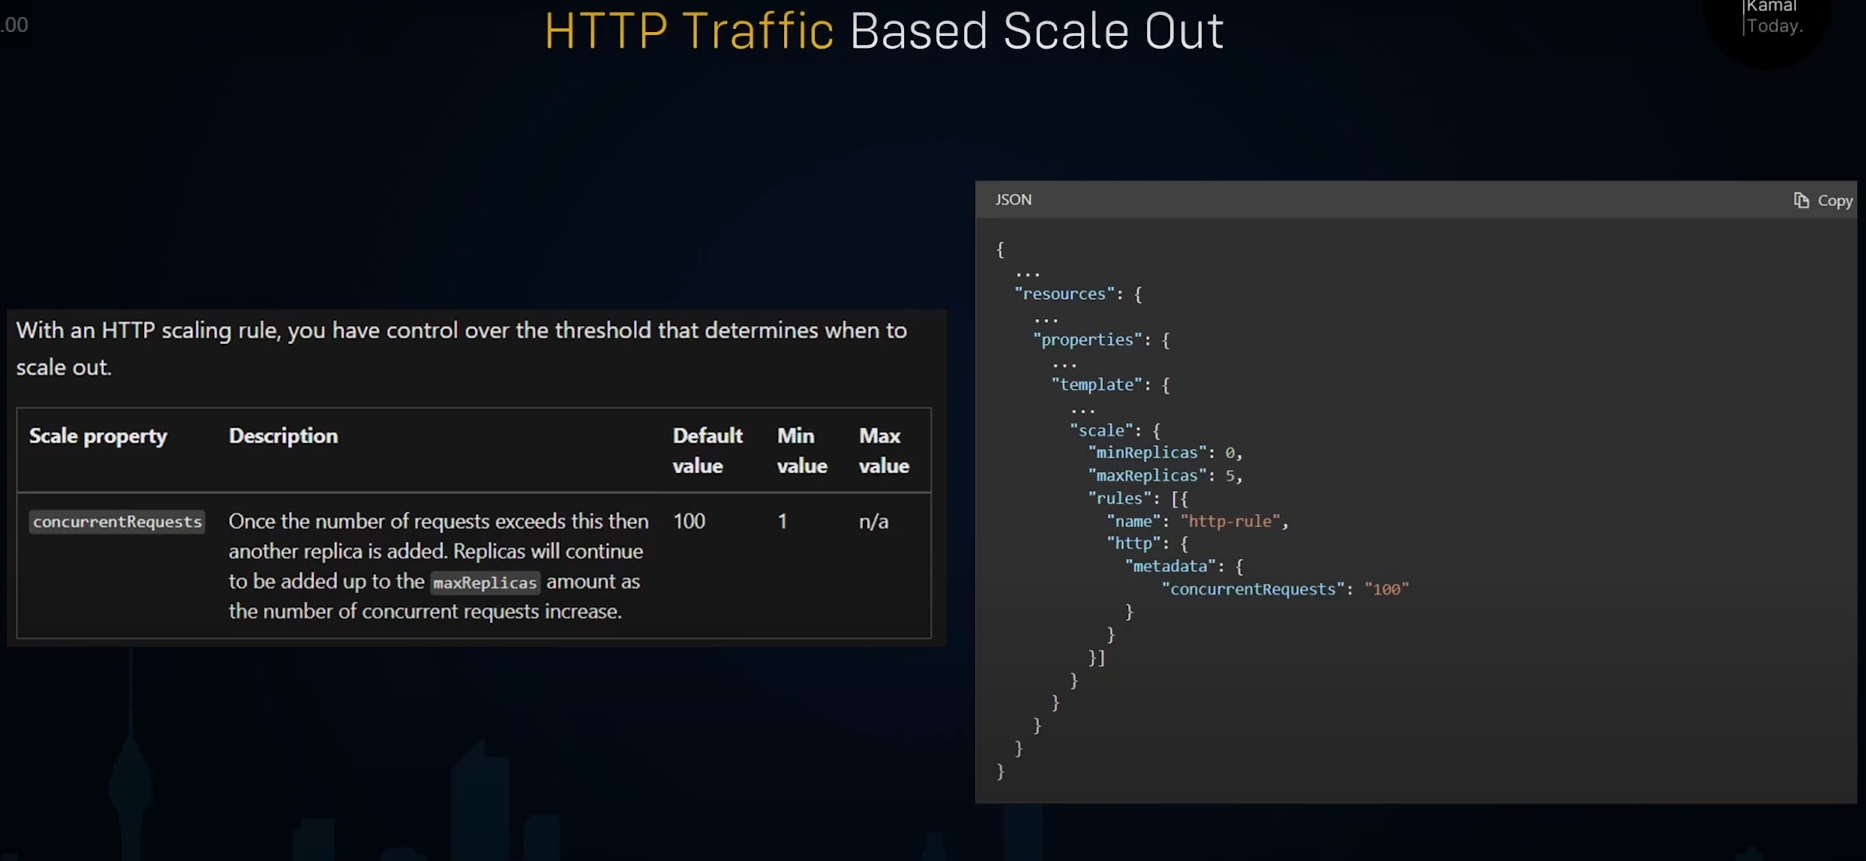 .00
HTTP Traffic Based Scale Out
Kamal
Today.
With an HTTP scaling rule, you have control over the threshold that determines when to
scale out.
Scale property Description Default value Min value Max value
concurrentRequests Once the number of requests exceeds this then 100 1 n/a
another replica is added. Replicas will continue
to be added up to the maxReplicas amount as
the number of concurrent requests increase.
JSON Copy
{
  ...
  "resources": {
    ...
    "properties": {
      ...
      "template": {
        ...
        "scale": {
          "minReplicas": 0,
          "maxReplicas": 5,
          "rules": [{
            "name": "http-rule",
            "http": {
              "metadata": {
                  "concurrentRequests": "100"
              }
            }
          }]
        }
      }
    }
  }
}